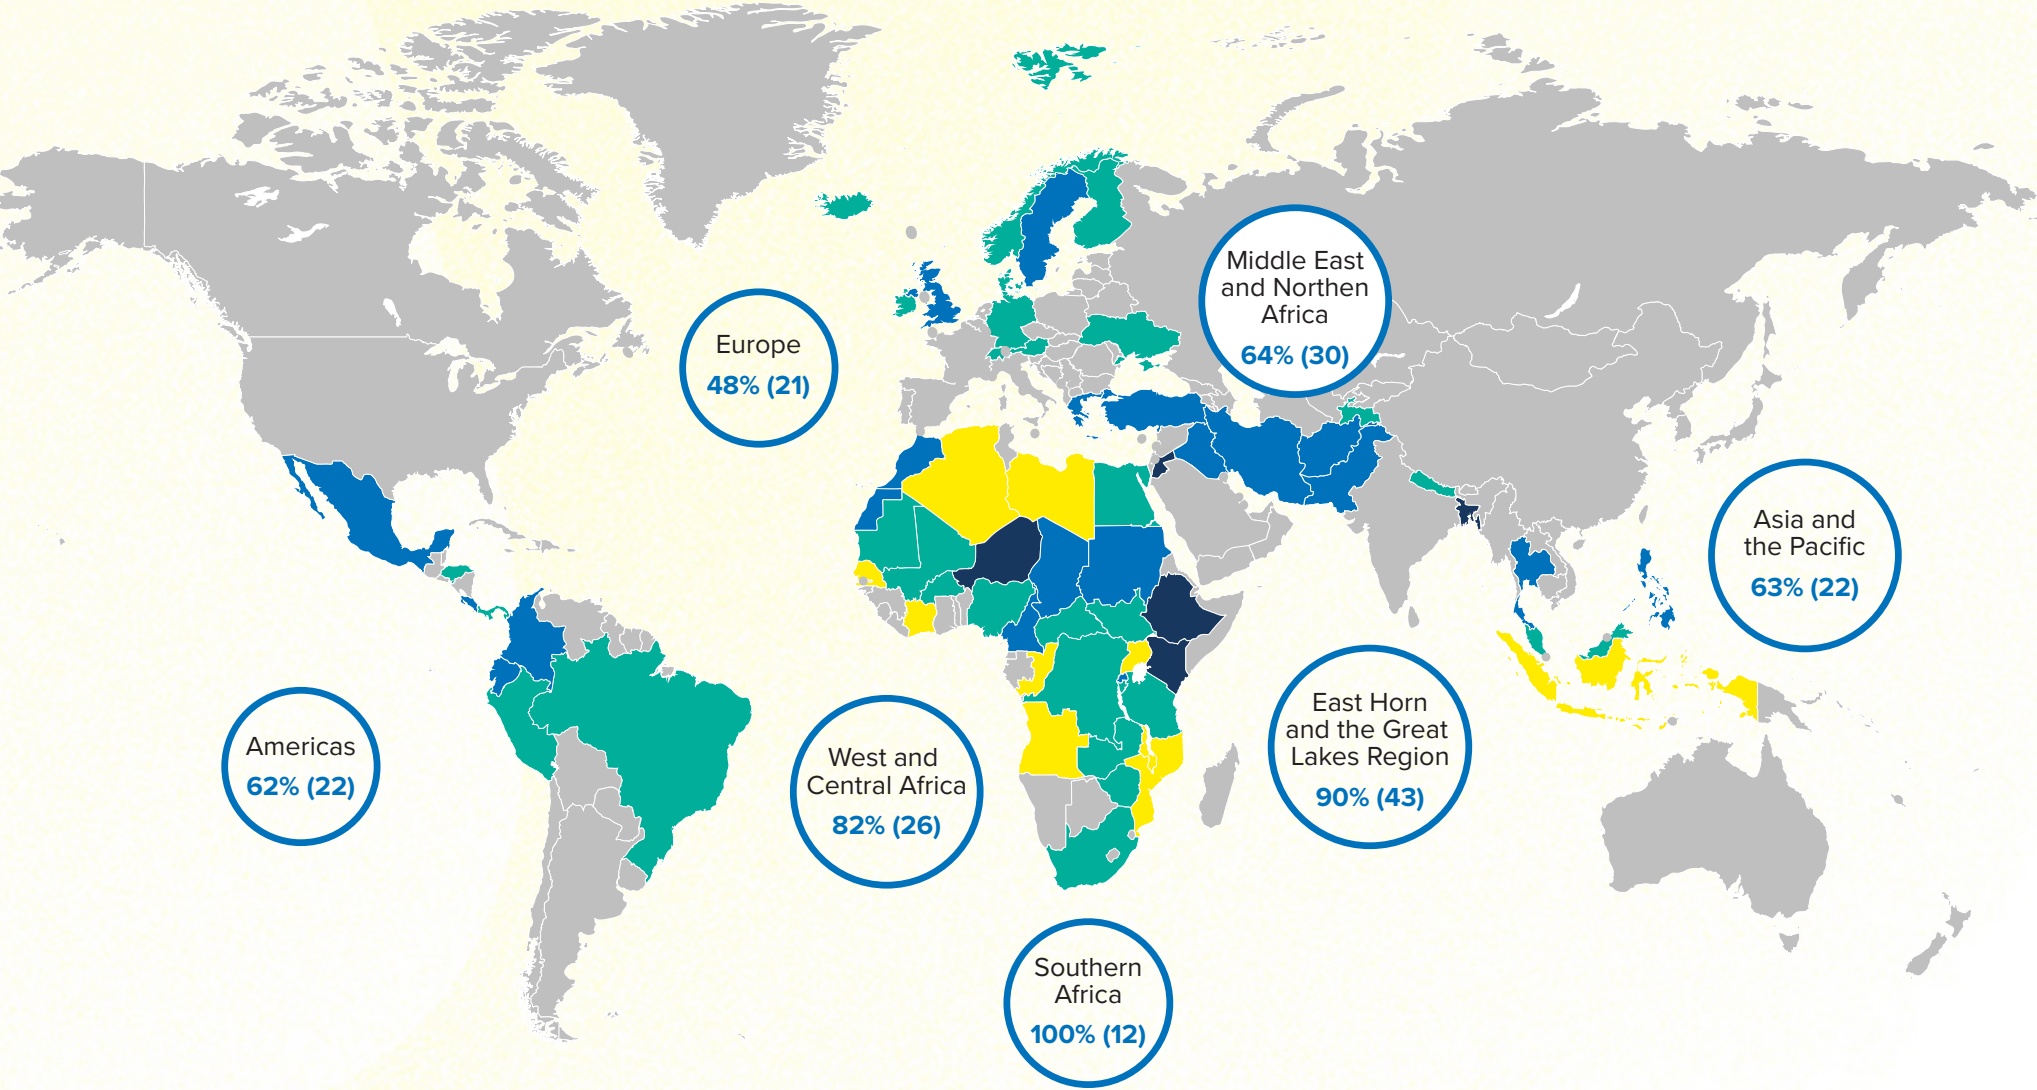 Middle East
and Northen
Africa
64% (30)
Europe
48% (21)
Asia and
the Pacific
63% (22)
East Horn
and the Great
Lakes Region
90% (43)
Americas
62% (22)
West and
Central Africa
82% (26)
Southern
Africa
100% (12)